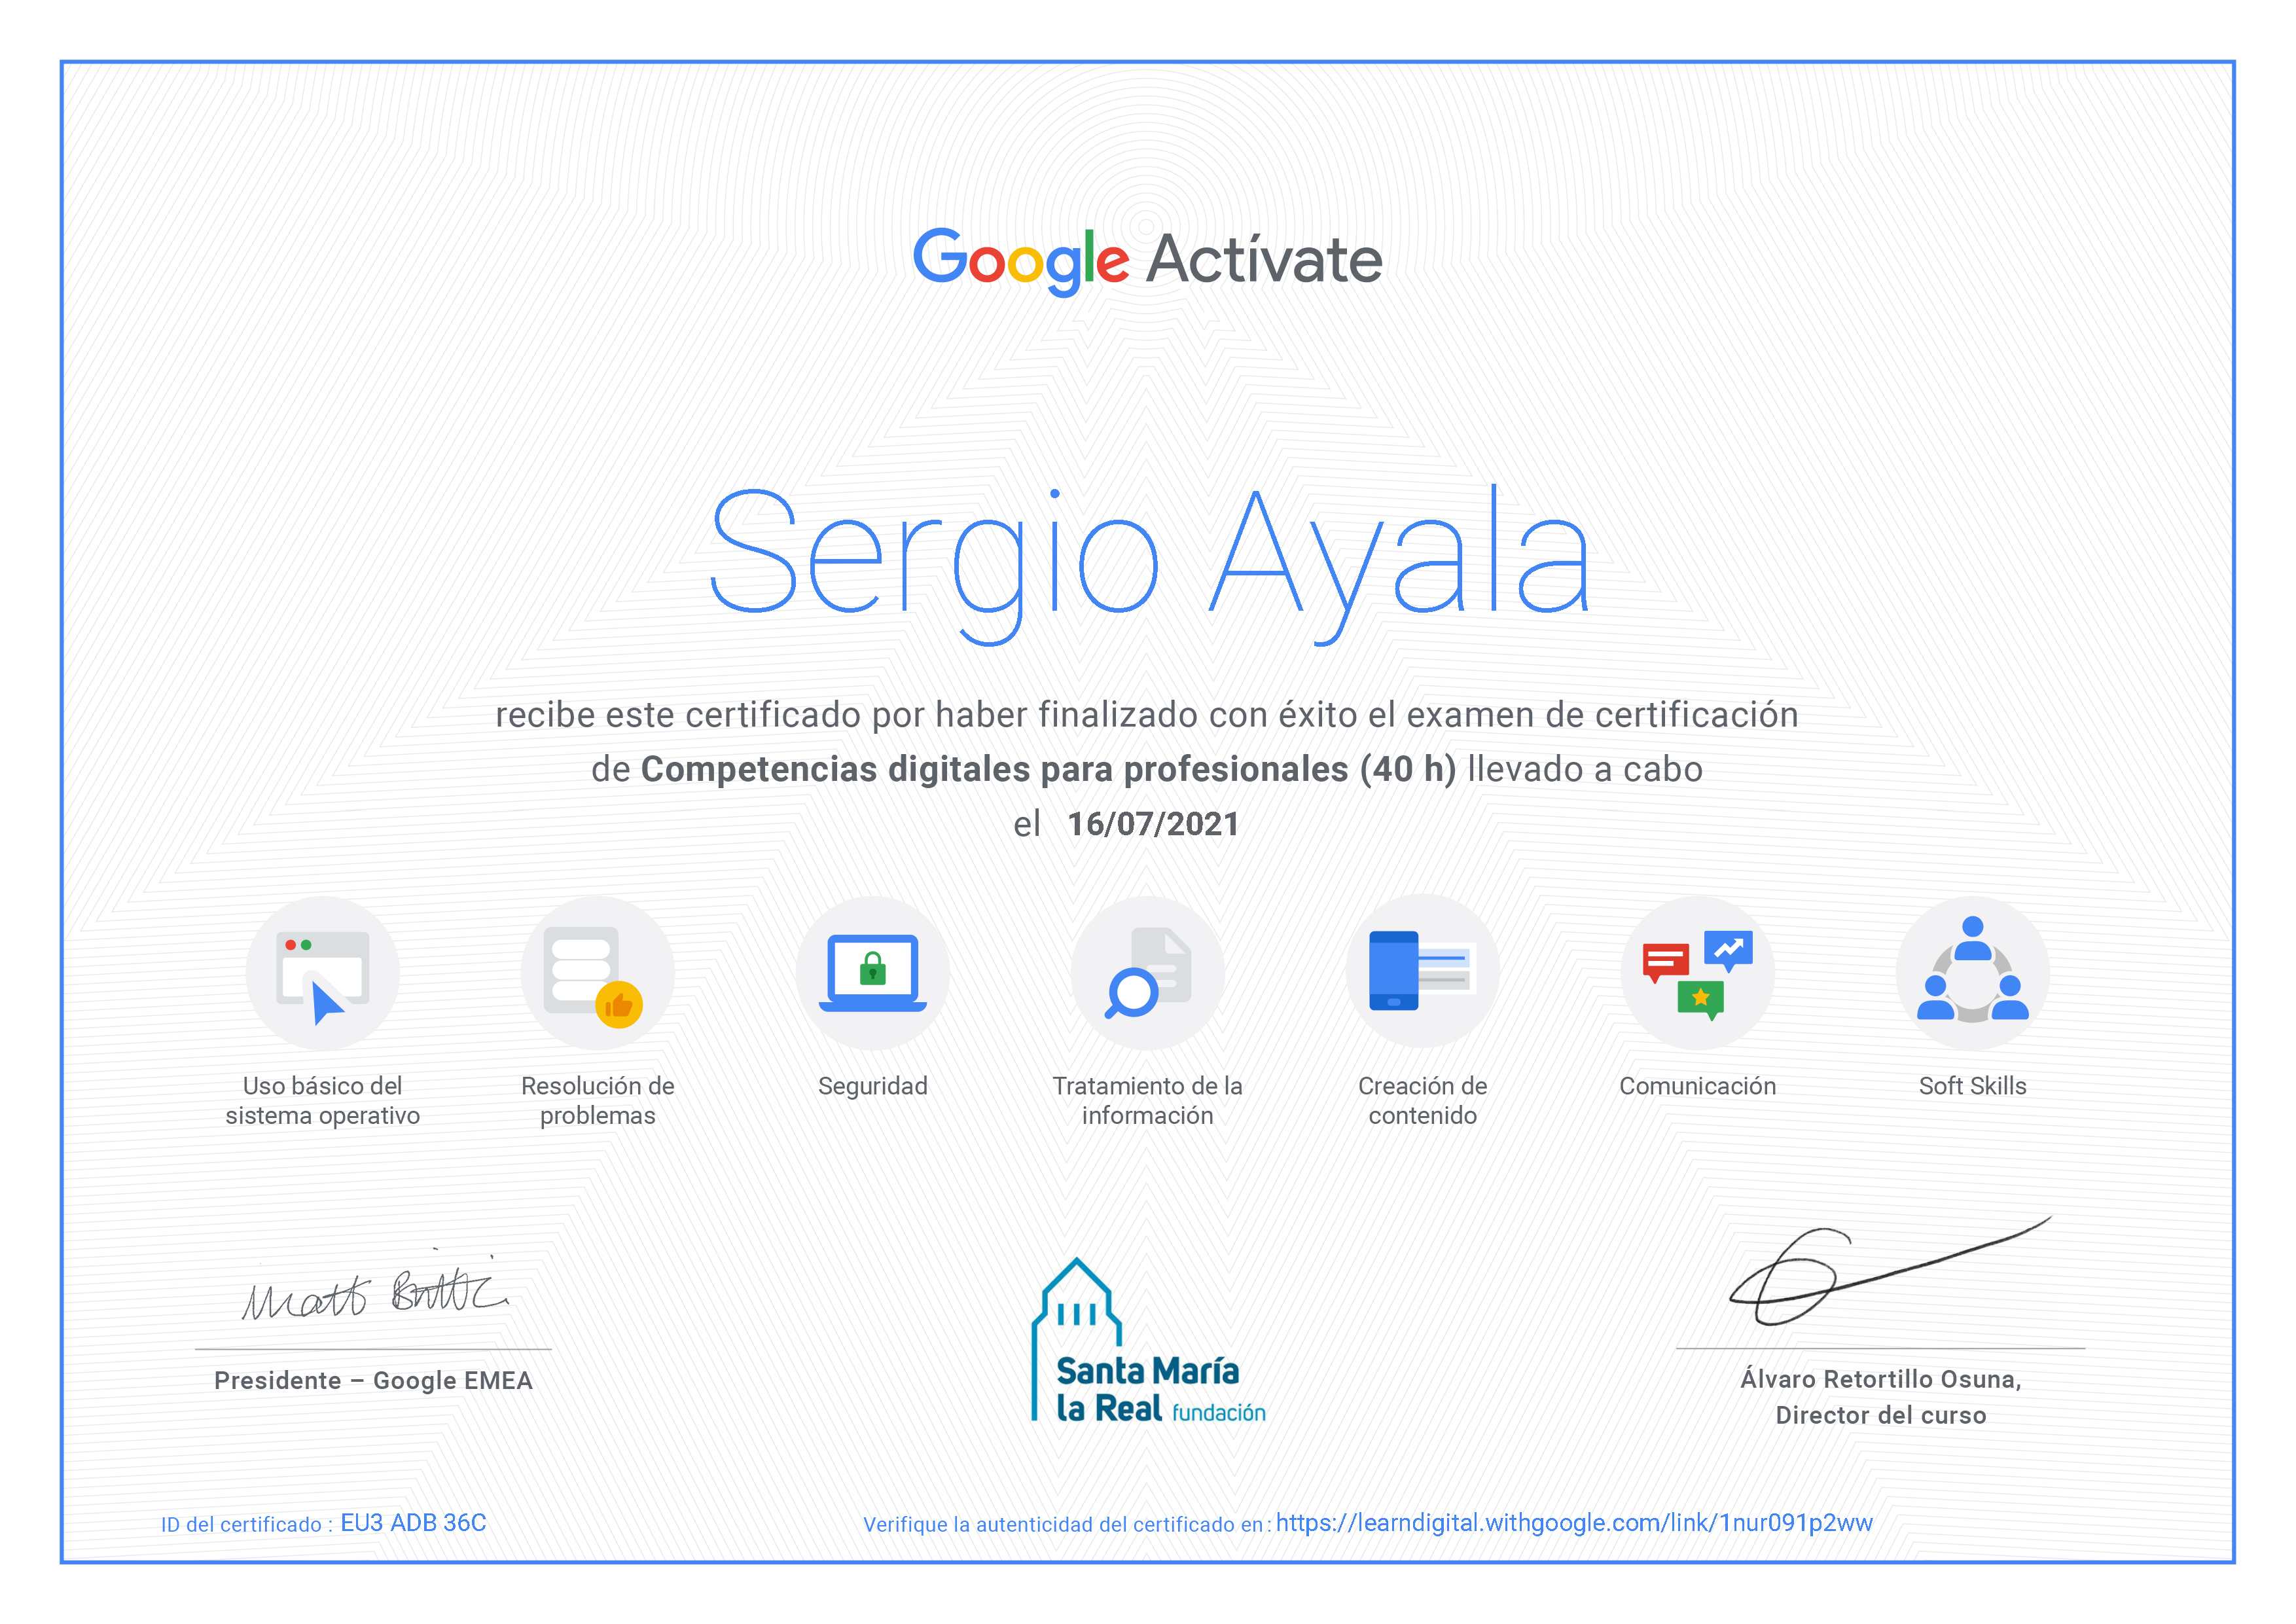 Google Actívate
Sergio Ayala
recibe este certificado por haber finalizado con éxito el examen de certificación
de Competencias digitales para profesionales (40 h) llevado a cabo
el 16/07/2021
Uso básico del
sistema operativo
Resolución de
problemas
Seguridad
Tratamiento de la
información
Creación de
contenido
Comunicación
Soft Skills
Matt Brittin
Presidente – Google EMEA
Santa María
la Real fundación
Álvaro Retortillo Osuna,
Director del curso
ID del certificado : EU3 ADB 36C
Verifique la autenticidad del certificado en : https://learndigital.withgoogle.com/link/1nur091p2ww